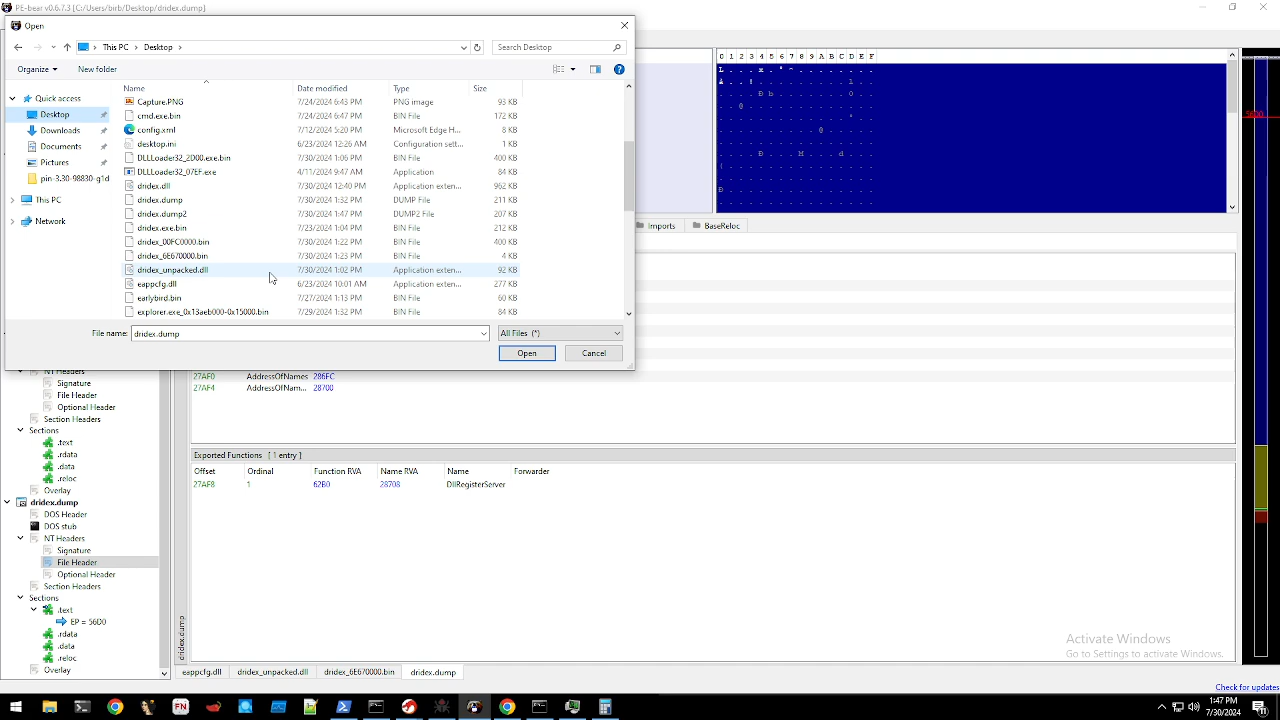 PE-bear v0.6.7.3 [C:/Users/birb/Desktop/dridex.dump]
Open
This PC > Desktop >
Search Desktop
Organize
New folder
Name
Date modified
Type
Size
Quick access
Desktop
Downloads
Documents
Pictures
pin-3.30-98830-g1d
This PC
Network
Capture.PNG 7/24/2024 6:43 PM PNG image 93 KB
cmd.exe.bin 7/24/2024 6:47 PM BIN File 172 KB
config.xml 7/12/2024 5:20 PM Microsoft Edge H... 8 KB
desktop.ini 6/23/2024 12:26 AM Configuration sett... 1 KB
DLLLoader32_2D00.exe.bin 7/30/2024 1:06 PM BIN File 400 KB
DLLLoader32_07EF.exe 4/11/2024 9:47 AM Application 84 KB
dridex.dll 7/30/2024 12:40 PM Application exten... 962 KB
dridex.dump 7/30/2024 1:32 PM DUMP File 211 KB
dridex.dump2 7/30/2024 1:47 PM DUMP2 File 207 KB
dridex.exe.bin 7/23/2024 1:04 PM BIN File 212 KB
dridex_00FC0000.bin 7/30/2024 1:22 PM BIN File 400 KB
dridex_6E670000.bin 7/30/2024 1:23 PM BIN File 4 KB
dridex_unpacked.dll 7/30/2024 1:02 PM Application exten... 92 KB
eappcfg.dll 6/23/2024 10:01 AM Application exten... 277 KB
earlybird.bin 7/27/2024 1:13 PM BIN File 60 KB
explorer.exe_0x13aeb000-0x15000.bin 7/29/2024 1:32 PM BIN File 84 KB
File name: dridex.dump
All Files (*)
Open
Cancel
0 1 2 3 4 5 6 7 8 9 A B C D E F
5600
Imports
BaseReloc
27AF0 AddressOfNames 286FC
27AF4 AddressOfNam... 28700
Exported Functions [ 1 entry ]
Offset Ordinal Function RVA Name RVA Name Forwarder
27AF8 1 62B0 28708 DllRegisterServer
NT Headers
Signature
File Header
Optional Header
Section Headers
Sections
.text
.rdata
.data
.reloc
Overlay
dridex.dump
DOS Header
DOS stub
NT Headers
Signature
File Header
Optional Header
Section Headers
Sections
.text
EP = 56D0
.rdata
.data
.reloc
Overlay
dridex.dump
eappcfg.dll
dridex_unpacked.dll
dridex_6E670000.bin
dridex.dump
Activate Windows
Go to Settings to activate Windows.
Check for updates
1:47 PM
7/30/2024